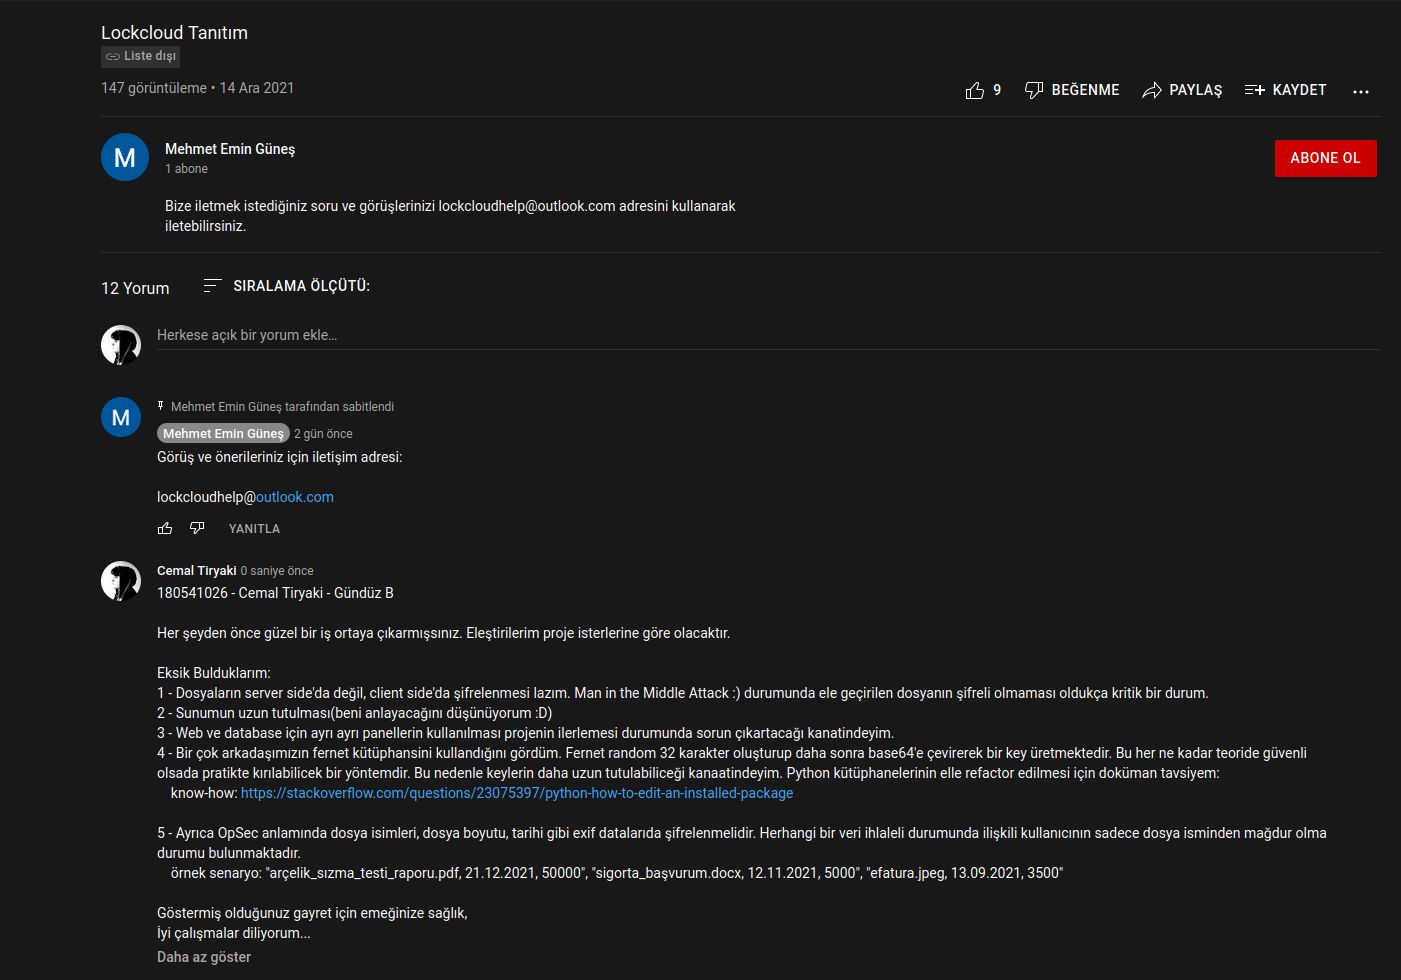 Lockcloud Tanıtım
Liste dışı
147 görüntüleme • 14 Ara 2021
9 BEĞENME PAYLAŞ KAYDET ...
M
Mehmet Emin Güneş
1 abone
ABONE OL
Bize iletmek istediğiniz soru ve görüşlerinizi lockcloudhelp@outlook.com adresini kullanarak
iletebilirsiniz.
12 Yorum SIRALAMA ÖLÇÜTÜ:
Herkese açık bir yorum ekle...
M
Mehmet Emin Güneş tarafından sabitlendi
Mehmet Emin Güneş 2 gün önce
Görüş ve önerileriniz için iletişim adresi:
lockcloudhelp@outlook.com
YANITLA
Cemal Tiryaki 0 saniye önce
180541026 - Cemal Tiryaki - Gündüz B
Her şeyden önce güzel bir iş ortaya çıkarmışsınız. Eleştirilerim proje isterlerine göre olacaktır.
Eksik Bulduklarım:
1 - Dosyaların server side'da değil, client side'da şifrelenmesi lazım. Man in the Middle Attack :) durumunda ele geçirilen dosyanın şifreli olmaması oldukça kritik bir durum.
2 - Sunumun uzun tutulması(beni anlayacağını düşünüyorum :D)
3 - Web ve database için ayrı ayrı panellerin kullanılması projenin ilerlemesi durumunda sorun çıkartacağı kanatindeyim.
4 - Bir çok arkadaşımızın fernet kütüphansini kullandığını gördüm. Fernet random 32 karakter oluşturup daha sonra base64'e çevirerek bir key üretmektedir. Bu her ne kadar teoride güvenli
olsada pratikte kırılabilicek bir yöntemdir. Bu nedenle keylerin daha uzun tutulabiliceği kanaatindeyim. Python kütüphanelerinin elle refactor edilmesi için doküman tavsiyem:
know-how: https://stackoverflow.com/questions/23075397/python-how-to-edit-an-installed-package
5 - Ayrıca OpSec anlamında dosya isimleri, dosya boyutu, tarihi gibi exif datalarıda şifrelenmelidir. Herhangi bir veri ihlaleli durumunda ilişkili kullanıcının sadece dosya isminden mağdur olma
durumu bulunmaktadır.
örnek senaryo: "arçelik_sızma_testi_raporu.pdf, 21.12.2021, 50000", "sigorta_başvurum.docx, 12.11.2021, 5000", "efatura.jpeg, 13.09.2021, 3500"
Göstermiş olduğunuz gayret için emeğinize sağlık,
İyi çalışmalar diliyorum...
Daha az göster